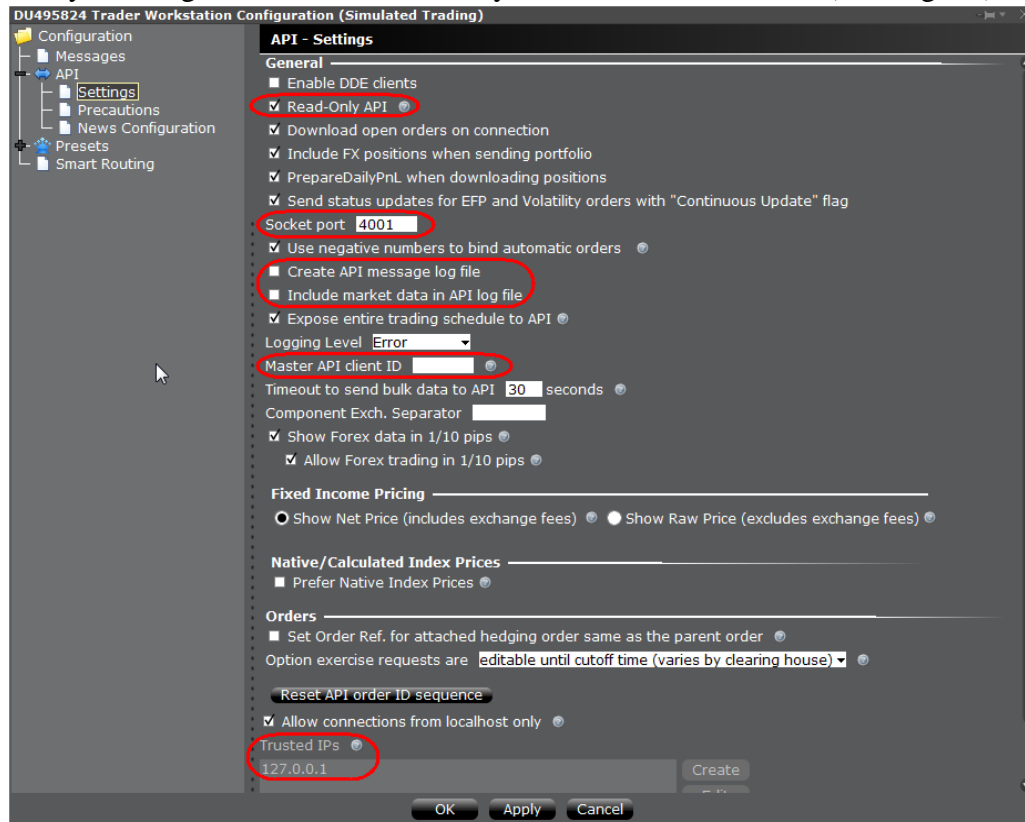 DU495824 Trader Workstation Configuration (Simulated Trading)
Configuration
Messages
API
Settings
Precautions
News Configuration
Presets
Smart Routing
API - Settings
General
Enable DDE clients
Read-Only API
Download open orders on connection
Include FX positions when sending portfolio
PrepareDailyPnL when downloading positions
Send status updates for EFP and Volatility orders with "Continuous Update" flag
Socket port 4001
Use negative numbers to bind automatic orders
Create API message log file
Include market data in API log file
Expose entire trading schedule to API
Logging Level Error
Master API client ID
Timeout to send bulk data to API 30 seconds
Component Exch. Separator
Show Forex data in 1/10 pips
Allow Forex trading in 1/10 pips
Fixed Income Pricing
Show Net Price (includes exchange fees) Show Raw Price (excludes exchange fees)
Native/Calculated Index Prices
Prefer Native Index Prices
Orders
Set Order Ref. for attached hedging order same as the parent order
Option exercise requests are editable until cutoff time (varies by clearing house)
Reset API order ID sequence
Allow connections from localhost only
Trusted IPs
127.0.0.1 Create
OK Apply Cancel